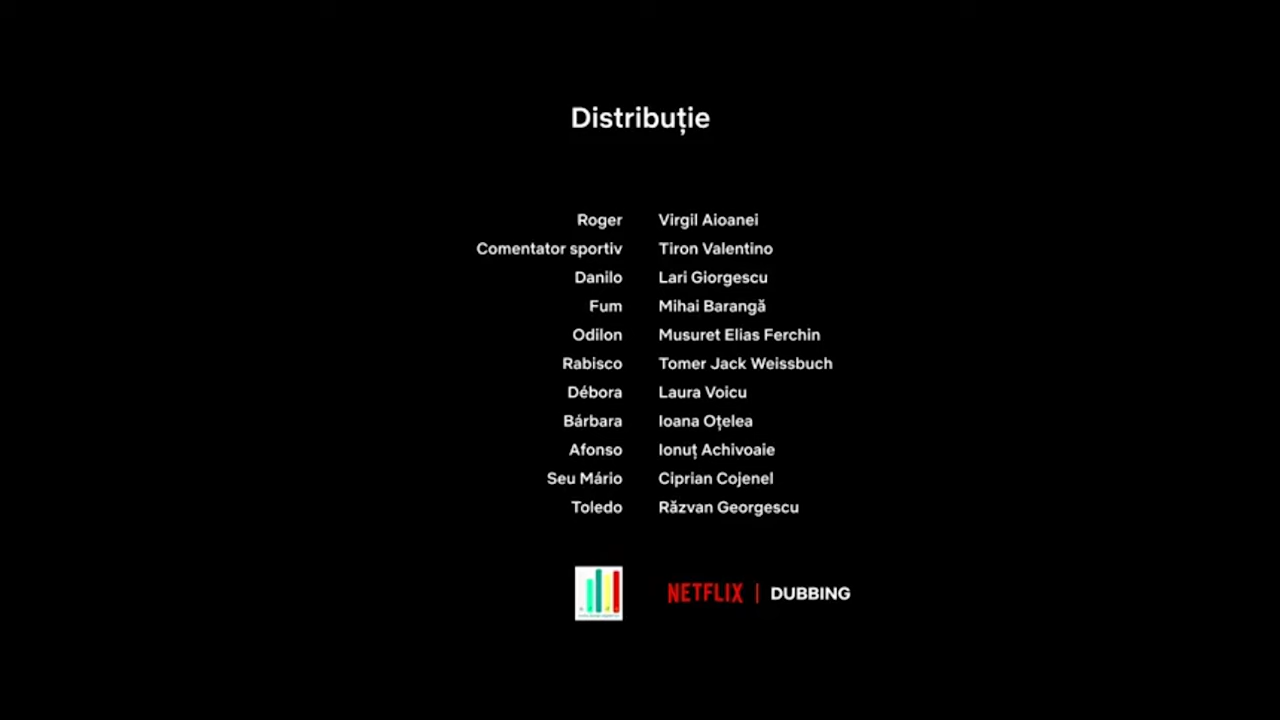 Distribuție
Roger Virgil Aioanei
Comentator sportiv Tiron Valentino
Danilo Lari Giorgescu
Fum Mihai Barangă
Odilon Musuret Elias Ferchin
Rabisco Tomer Jack Weissbuch
Débora Laura Voicu
Bárbara Ioana Oțelea
Afonso Ionuț Achivoaie
Seu Mário Ciprian Cojenel
Toledo Răzvan Georgescu
NETFLIX | DUBBING